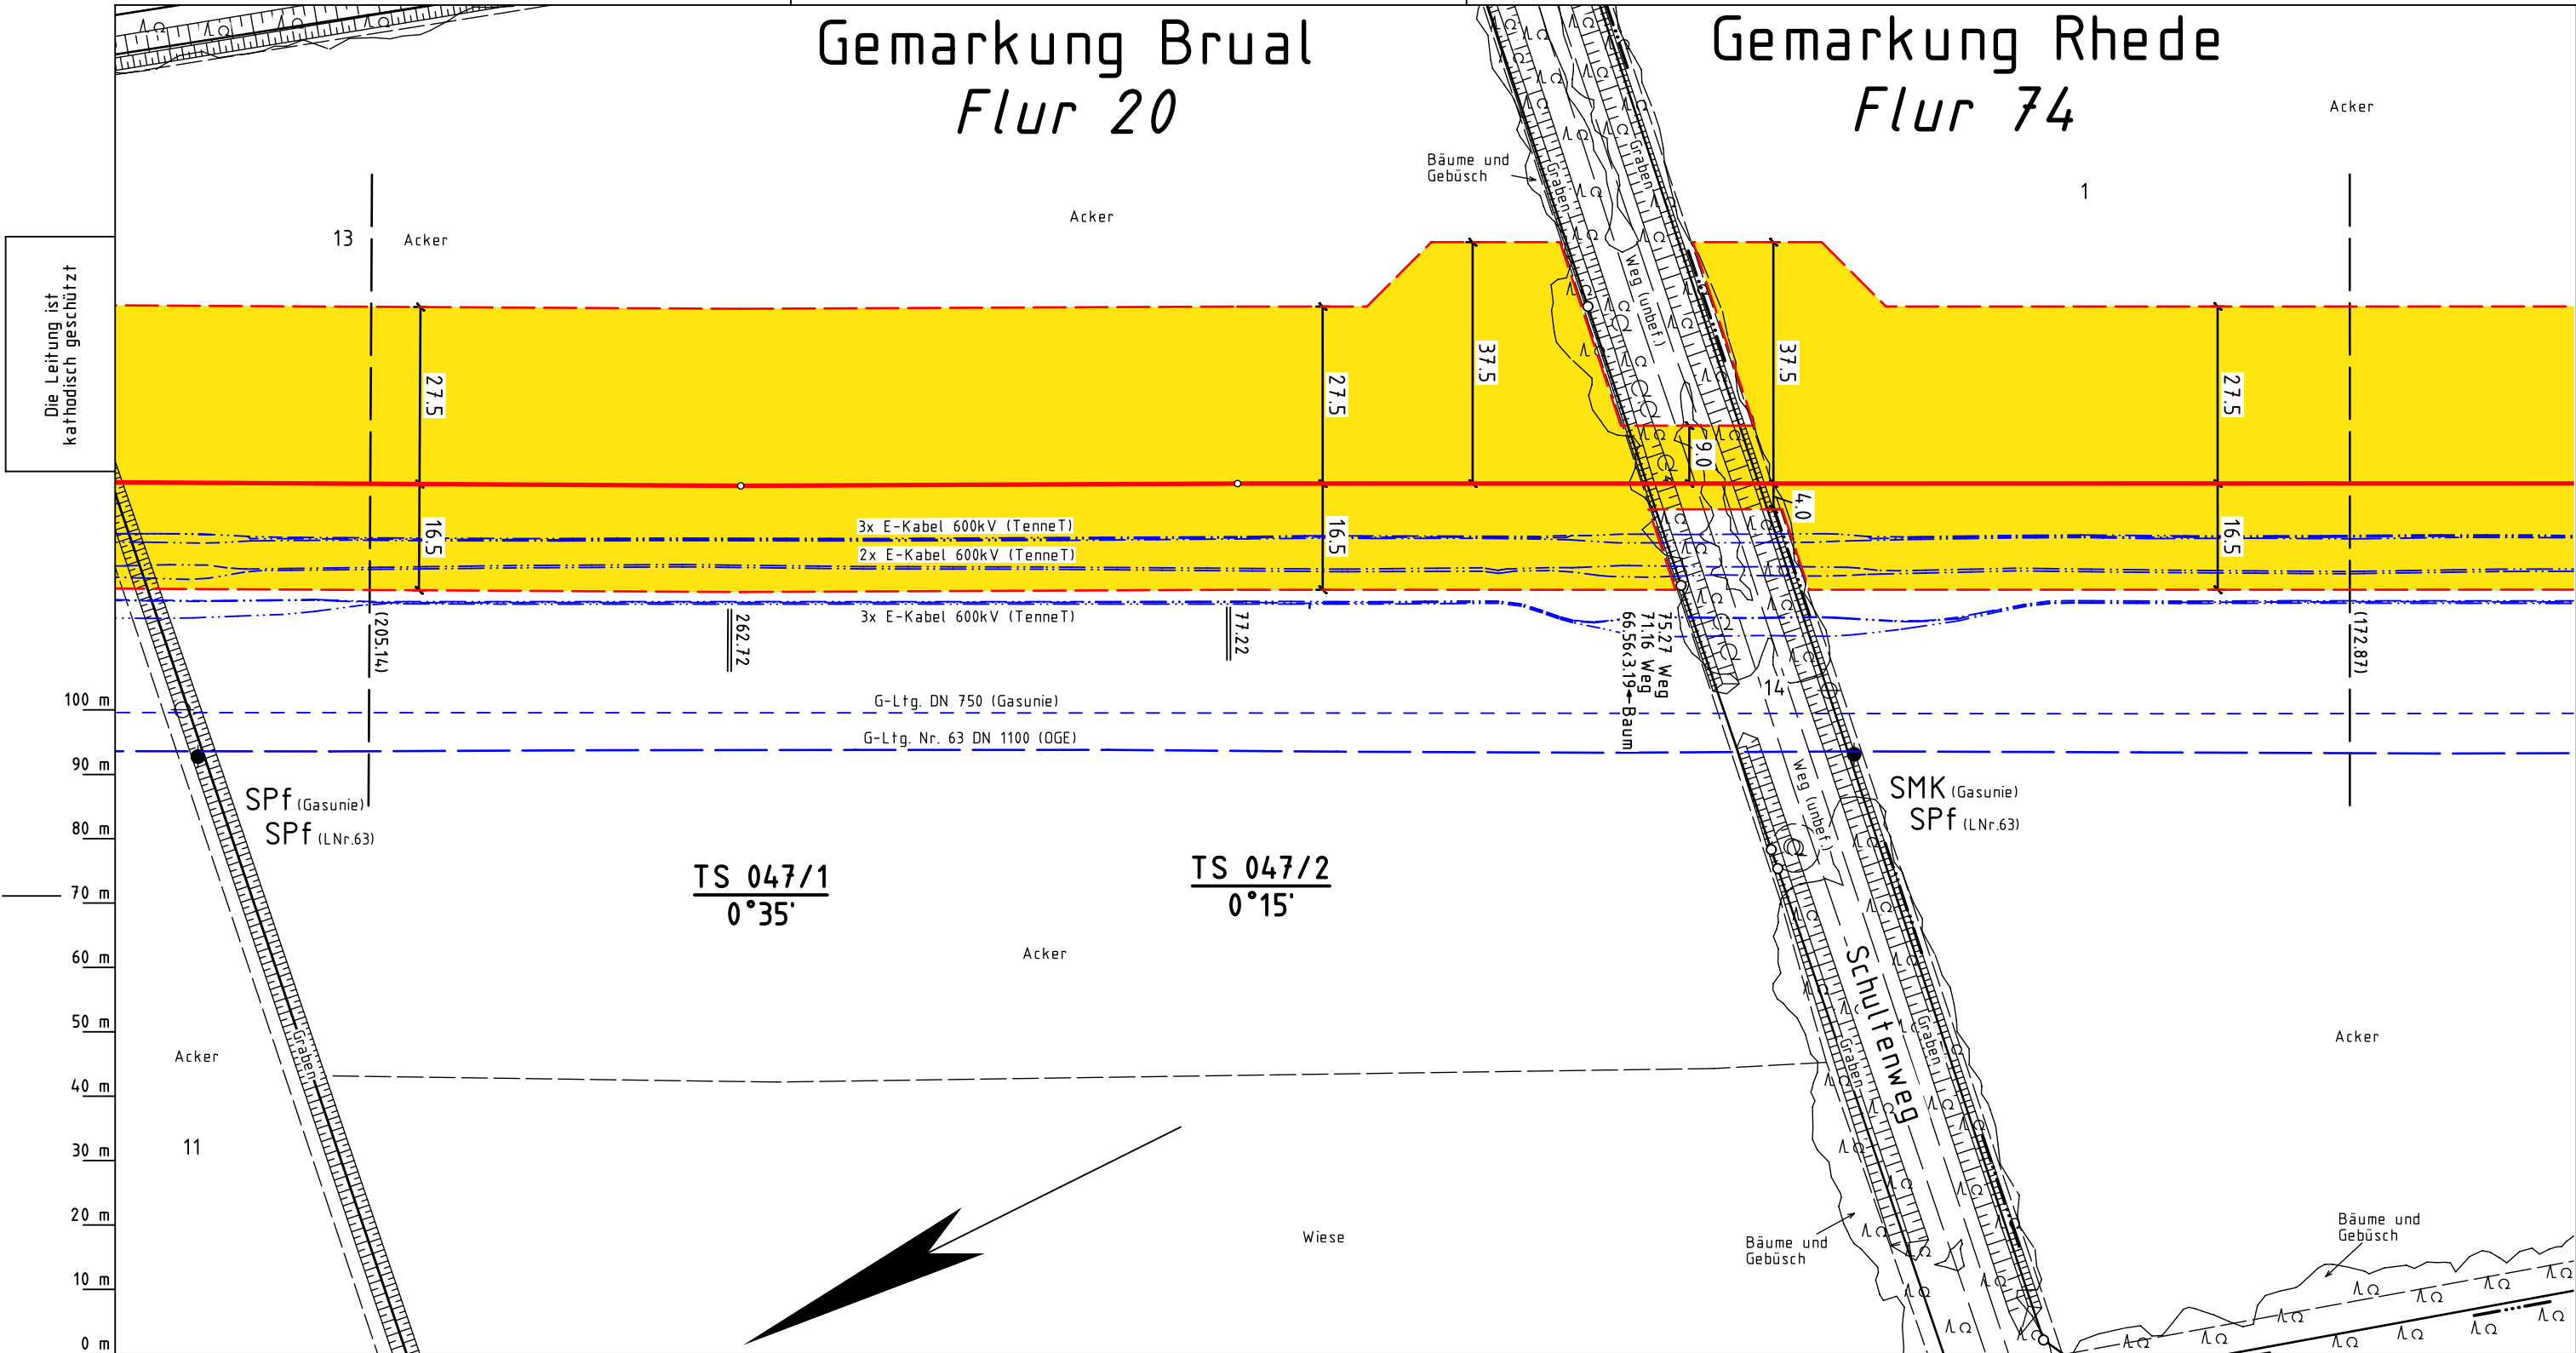 Gemarkung Brual
Flur 20
Gemarkung Rhede
Flur 74
Acker
Bäume und
Gebüsch
1
Acker
13
Acker
Graben
Graben
Weg (unbef.)
Die Leitung ist
kathodisch geschützt
27.5
27.5
37.5
37.5
27.5
9.0
4.0
16.5
16.5
16.5
3x E-Kabel 600kV (TenneT)
2x E-Kabel 600kV (TenneT)
3x E-Kabel 600kV (TenneT)
(205.14)
262.72
77.22
75.27 Weg
71.16 Weg
66.56<3.19 Baum
(172.87)
14
G-Ltg. DN 750 (Gasunie)
G-Ltg. Nr. 63 DN 1100 (OGE)
100 m
90 m
80 m
70 m
60 m
50 m
40 m
30 m
20 m
10 m
0 m
SPf (Gasunie)
SPf (LNr.63)
SMK (Gasunie)
SPf (LNr.63)
Weg (unbef.)
TS 047/1
0°35'
TS 047/2
0°15'
Acker
Schultenweg
Graben
Graben
Graben
Acker
Acker
11
Wiese
Bäume und
Gebüsch
Bäume und
Gebüsch